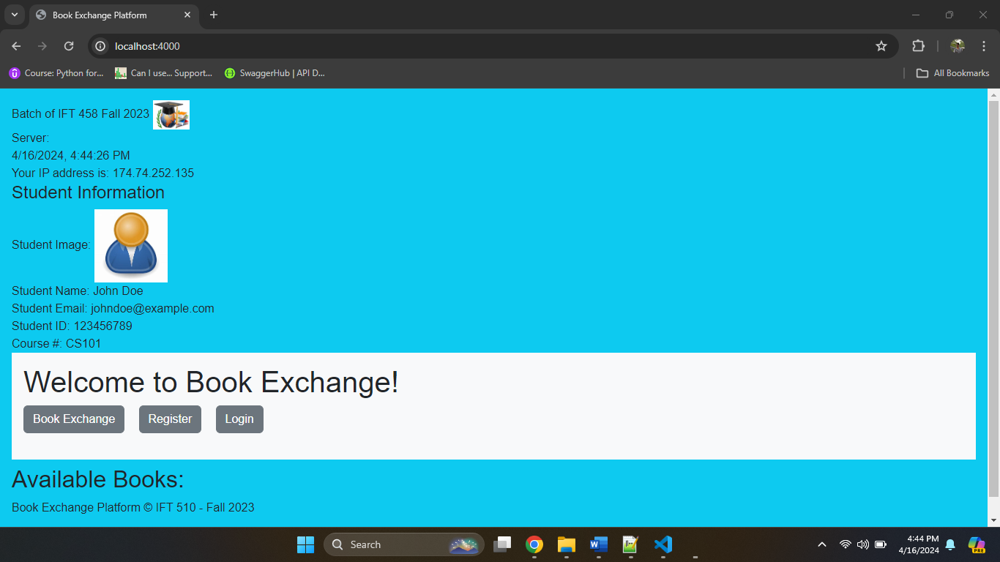 Book Exchange Platform
localhost:4000
Course: Python for...
Can I use... Support...
SwaggerHub | API D...
All Bookmarks
Batch of IFT 458 Fall 2023
Server:
4/16/2024, 4:44:26 PM
Your IP address is: 174.74.252.135
Student Information
Student Image:
Student Name: John Doe
Student Email: johndoe@example.com
Student ID: 123456789
Course #: CS101
Welcome to Book Exchange!
Book Exchange Register Login
Available Books:
Book Exchange Platform © IFT 510 - Fall 2023
Search
4:44 PM
4/16/2024
PRE